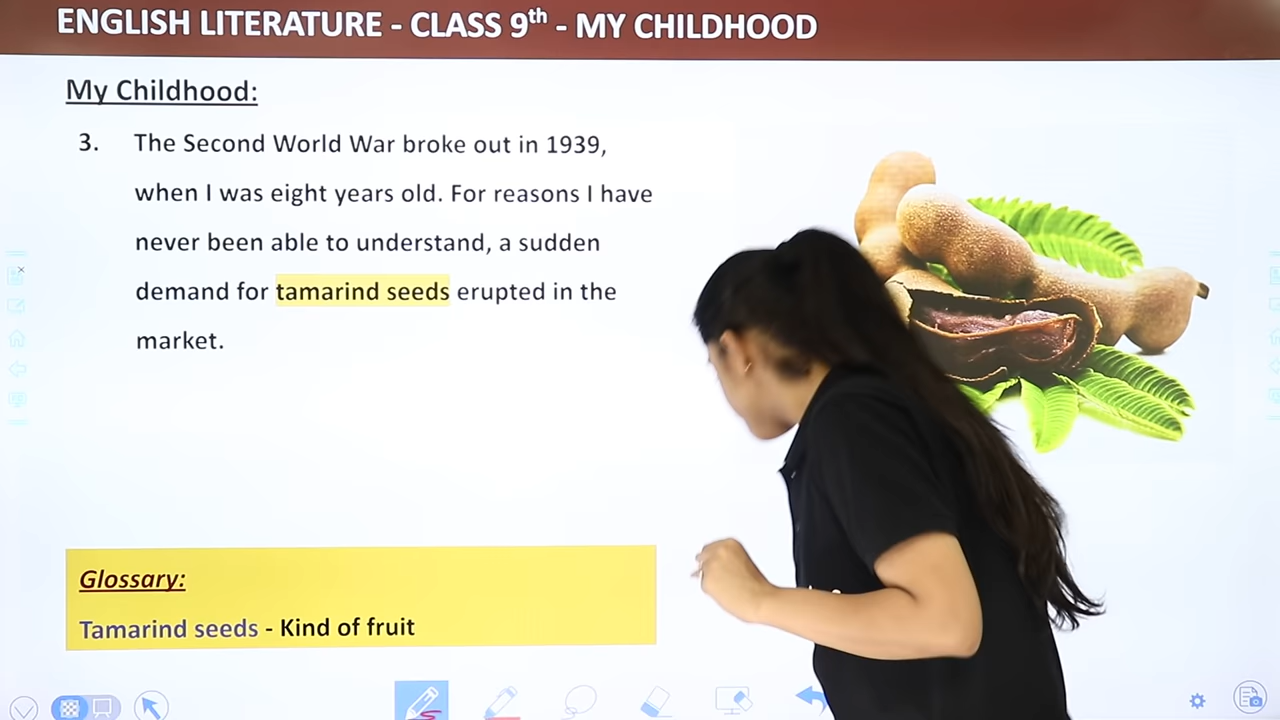 ENGLISH LITERATURE - CLASS 9th - MY CHILDHOOD
My Childhood:
3. The Second World War broke out in 1939,
when I was eight years old. For reasons I have
never been able to understand, a sudden
demand for tamarind seeds erupted in the
market.
Glossary:
Tamarind seeds - Kind of fruit